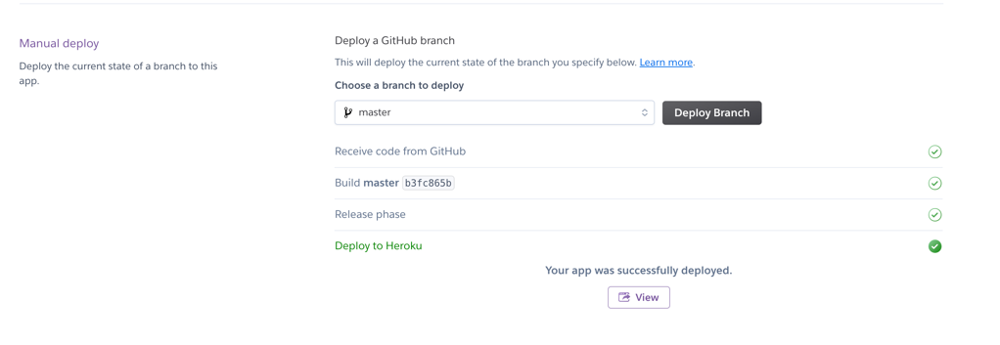 Manual deploy
Deploy the current state of a branch to this
app.
Deploy a GitHub branch
This will deploy the current state of the branch you specify below. Learn more.
Choose a branch to deploy
master
Deploy Branch
Receive code from GitHub
Build master b3fc865b
Release phase
Deploy to Heroku
Your app was successfully deployed.
View